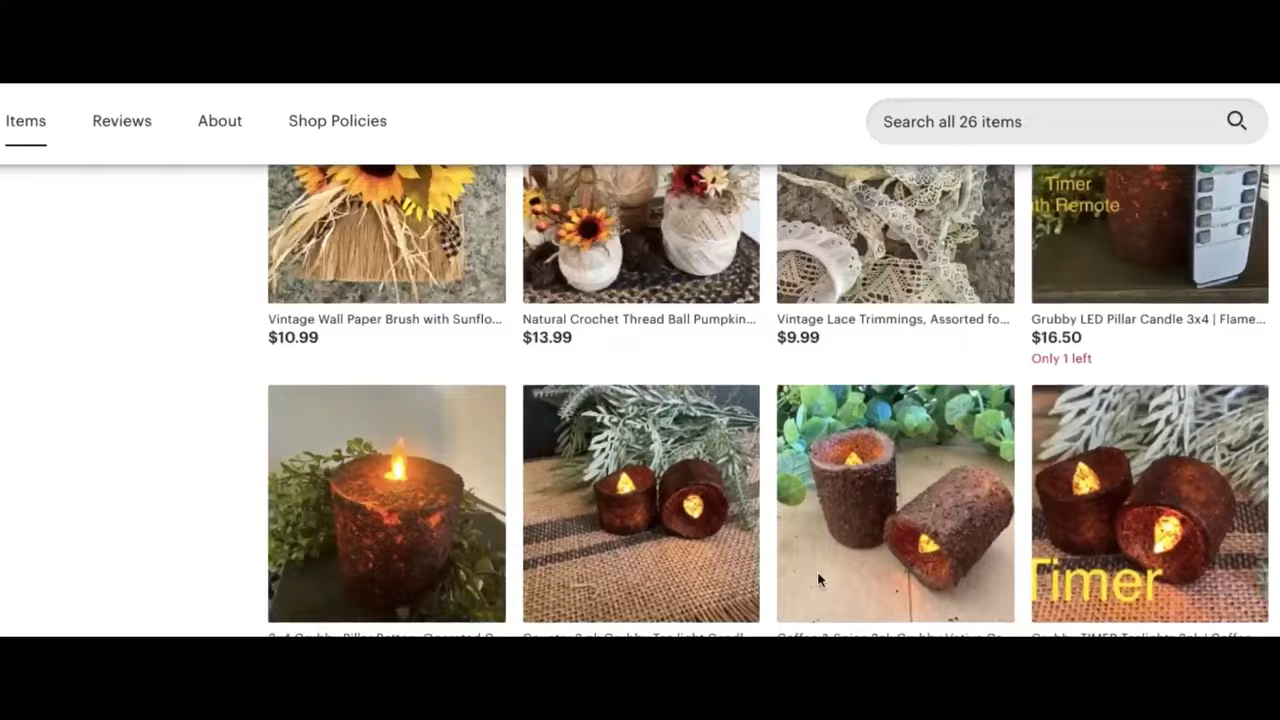 Items Reviews About Shop Policies Search all 26 items
Timer
th Remote
Vintage Wall Paper Brush with Sunflo... Natural Crochet Thread Ball Pumpkin... Vintage Lace Trimmings, Assorted fo... Grubby LED Pillar Candle 3x4 | Flame...
$10.99 $13.99 $9.99 $16.50
Only 1 left
Timer